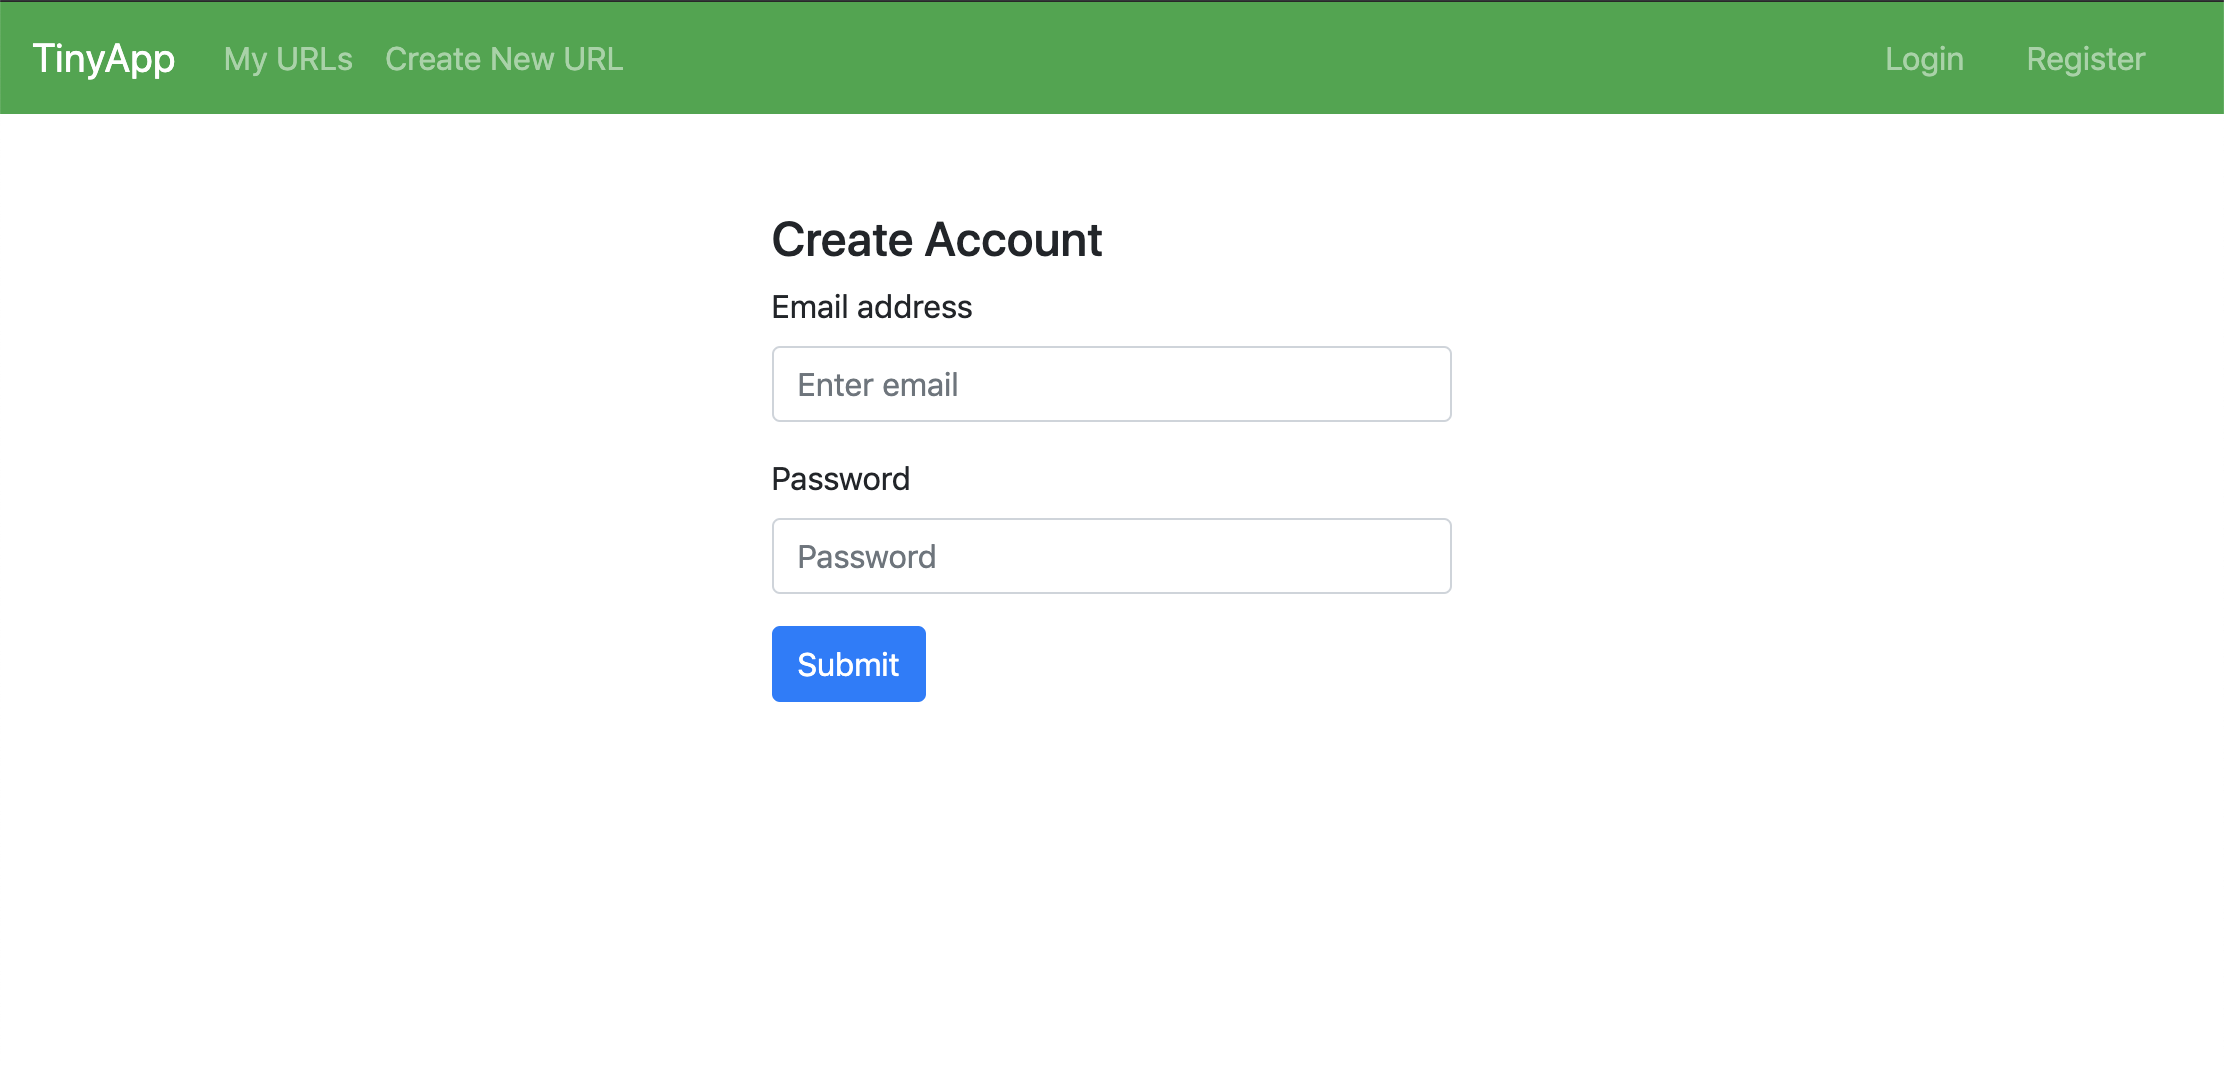 TinyApp My URLs Create New URL Login Register
Create Account
Email address
Enter email
Password
Password
Submit